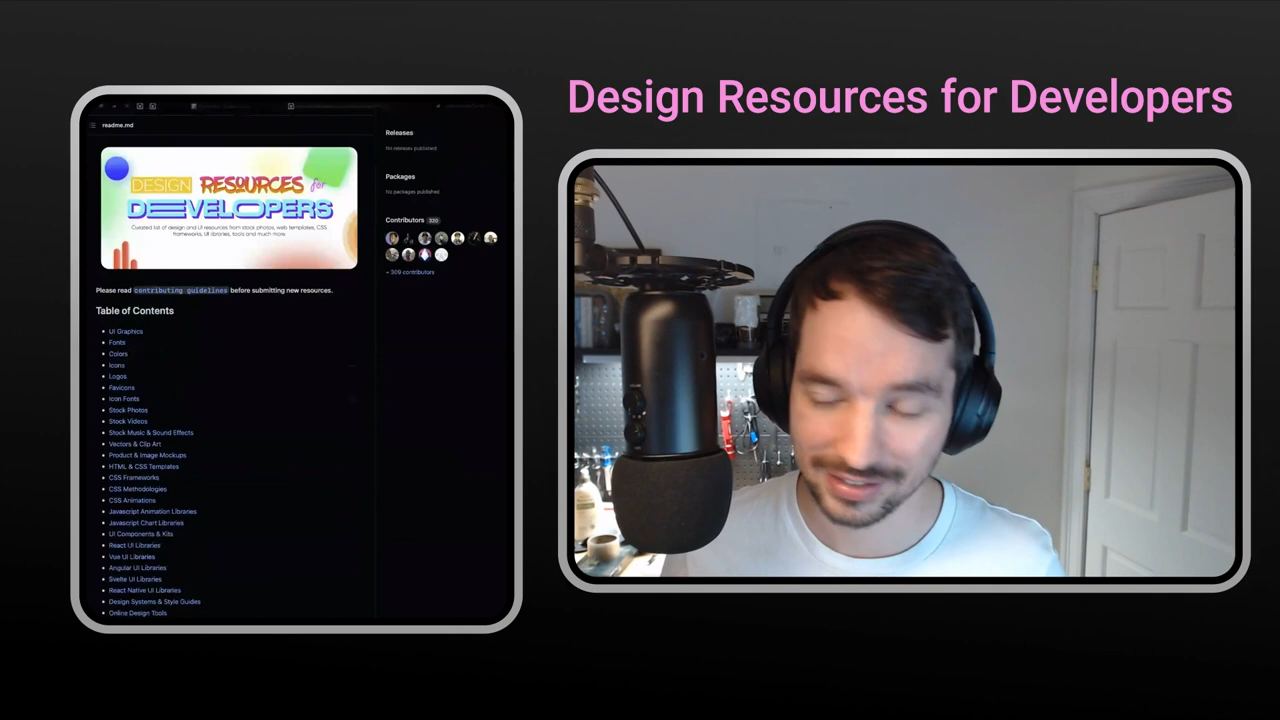 Design Resources for Developers
readme.md
DESIGN RESOURCES for
DEVELOPERS
Curated list of design and UI resources from stock photos, web templates, CSS
frameworks, UI libraries, tools and much more
Please read contributing guidelines before submitting new resources.
Table of Contents
UI Graphics
Fonts
Colors
Icons
Logos
Favicons
Icon Fonts
Stock Photos
Stock Videos
Stock Music & Sound Effects
Vectors & Clip Art
Product & Image Mockups
HTML & CSS Templates
CSS Frameworks
CSS Methodologies
CSS Animations
Javascript Animation Libraries
Javascript Chart Libraries
UI Components & Kits
React UI Libraries
Vue UI Libraries
Angular UI Libraries
Svelte UI Libraries
React Native UI Libraries
Design Systems & Style Guides
Online Design Tools
Releases
No releases published
Packages
No packages published
Contributors 320
+ 309 contributors